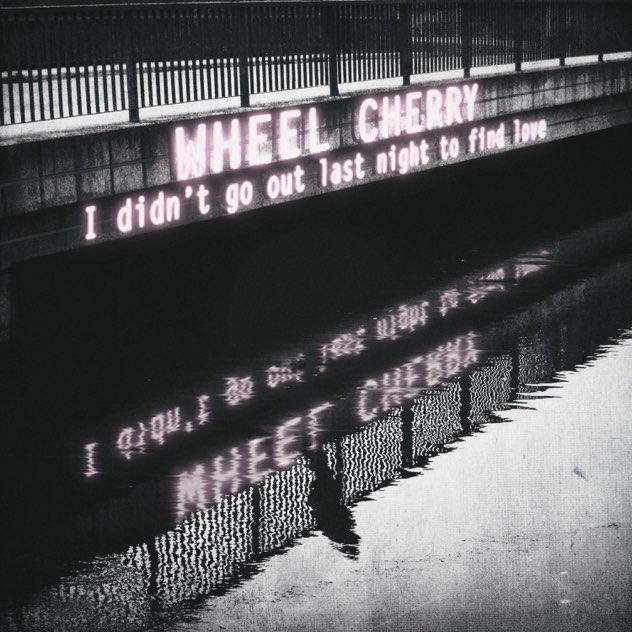 WHEEL CHERRY
I didn't go out last night to find love